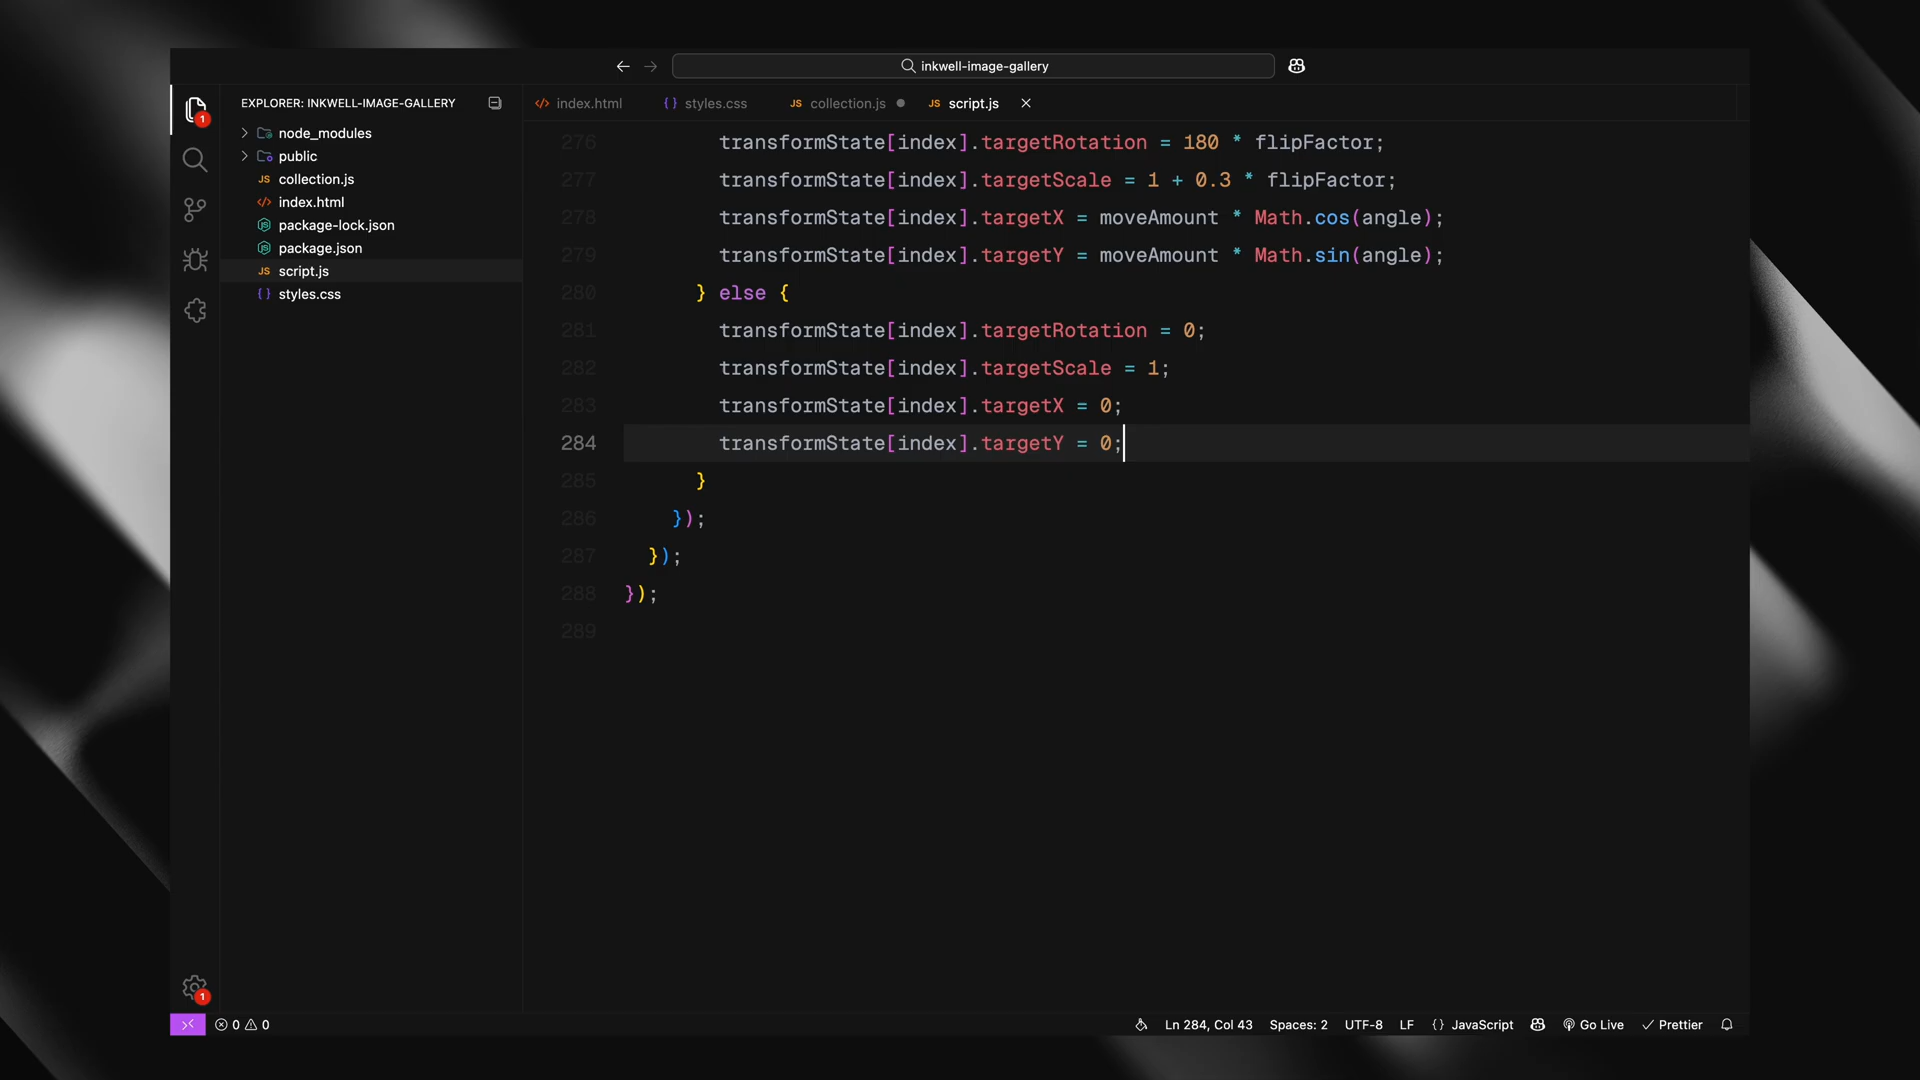 inkwell-image-gallery
EXPLORER: INKWELL-IMAGE-GALLERY
index.html
styles.css
collection.js
script.js
1
node_modules
public
collection.js
index.html
package-lock.json
package.json
script.js
styles.css
276 transformState[index].targetRotation = 180 * flipFactor;
277 transformState[index].targetScale = 1 + 0.3 * flipFactor;
278 transformState[index].targetX = moveAmount * Math.cos(angle);
279 transformState[index].targetY = moveAmount * Math.sin(angle);
280 } else {
281 transformState[index].targetRotation = 0;
282 transformState[index].targetScale = 1;
283 transformState[index].targetX = 0;
284 transformState[index].targetY = 0;
285 }
286 });
287 });
288 });
289
1
0 0
Ln 284, Col 43 Spaces: 2 UTF-8 LF {} JavaScript Go Live Prettier